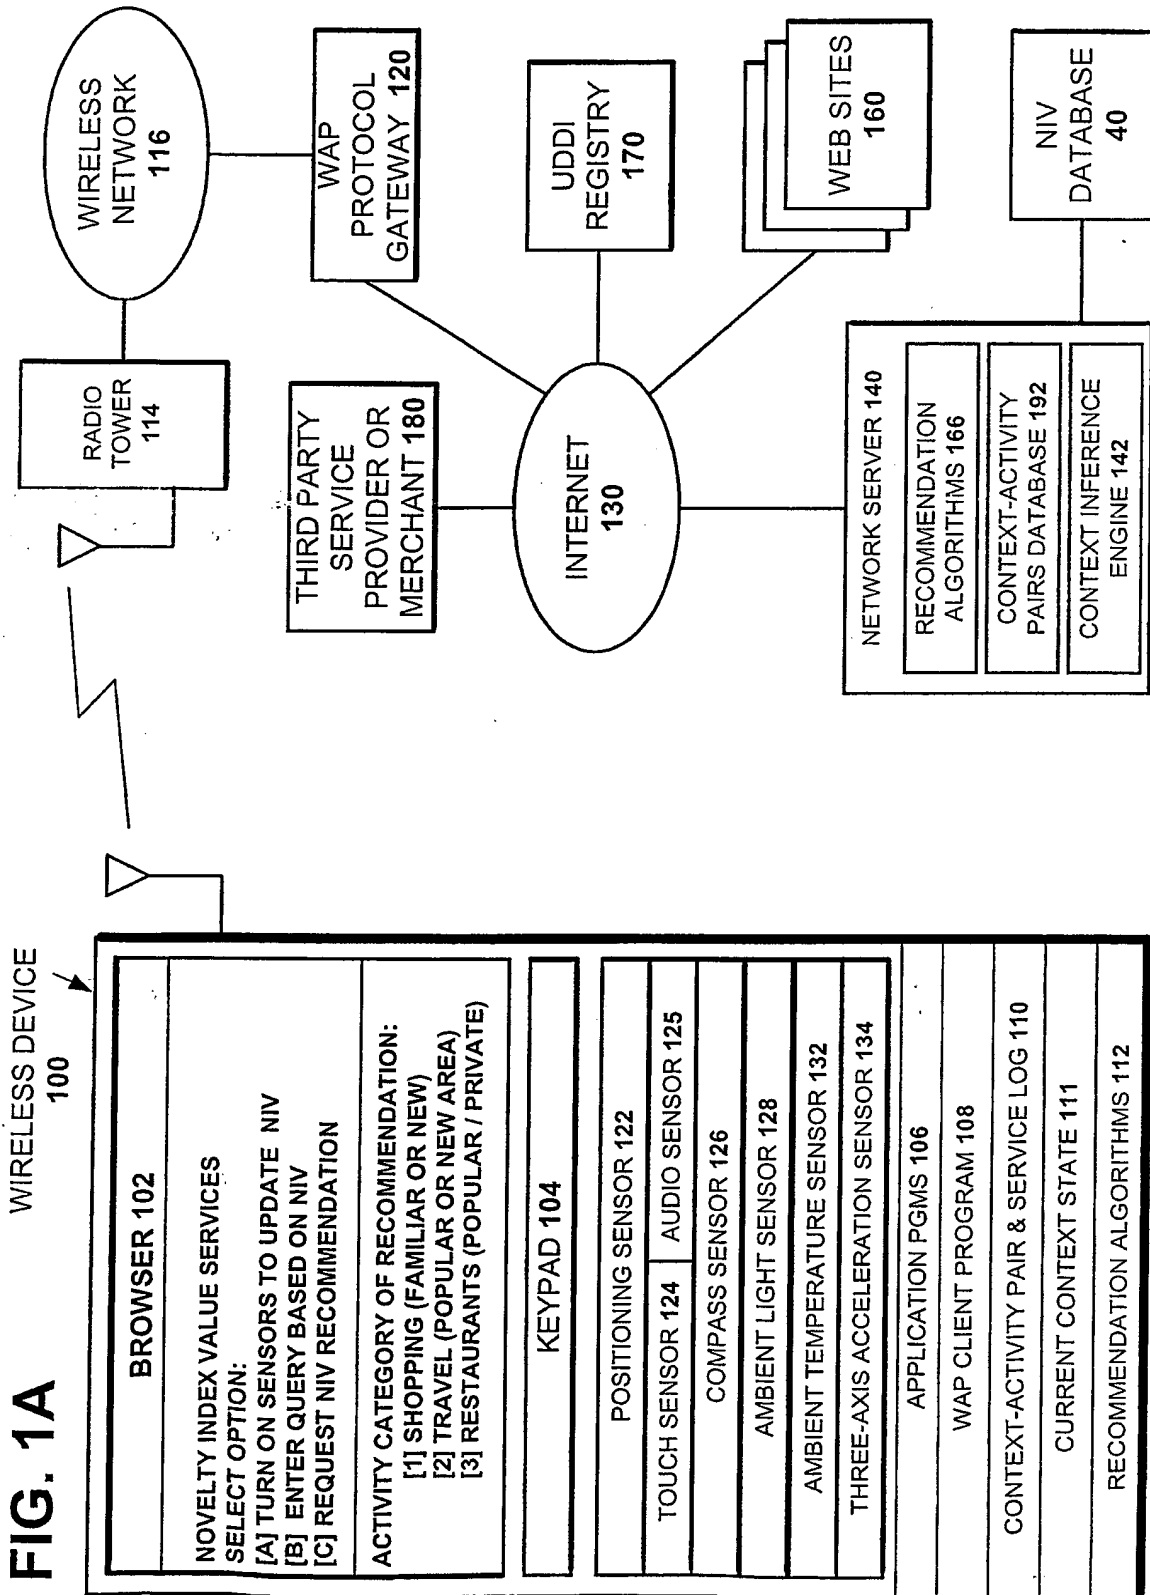 FIG. 1A
WIRELESS DEVICE
100
BROWSER 102
NOVELTY INDEX VALUE SERVICES
SELECT OPTION:
[A] TURN ON SENSORS TO UPDATE NIV
[B] ENTER QUERY BASED ON NIV
[C] REQUEST NIV RECOMMENDATION
ACTIVITY CATEGORY OF RECOMMENDATION:
[1] SHOPPING (FAMILIAR OR NEW)
[2] TRAVEL (POPULAR OR NEW AREA)
[3] RESTAURANTS (POPULAR / PRIVATE)
KEYPAD 104
POSITIONING SENSOR 122
TOUCH SENSOR 124
AUDIO SENSOR 125
COMPASS SENSOR 126
AMBIENT LIGHT SENSOR 128
AMBIENT TEMPERATURE SENSOR 132
THREE-AXIS ACCELERATION SENSOR 134
APPLICATION PGMS 106
WAP CLIENT PROGRAM 108
CONTEXT-ACTIVITY PAIR & SERVICE LOG 110
CURRENT CONTEXT STATE 111
RECOMMENDATION ALGORITHMS 112
RADIO
TOWER
114
WIRELESS
NETWORK
116
WAP
PROTOCOL
GATEWAY 120
THIRD PARTY
SERVICE
PROVIDER OR
MERCHANT 180
INTERNET
130
UDDI
REGISTRY
170
WEB SITES
160
NETWORK SERVER 140
RECOMMENDATION
ALGORITHMS 166
CONTEXT-ACTIVITY
PAIRS DATABASE 192
CONTEXT INFERENCE
ENGINE 142
NIV
DATABASE
40